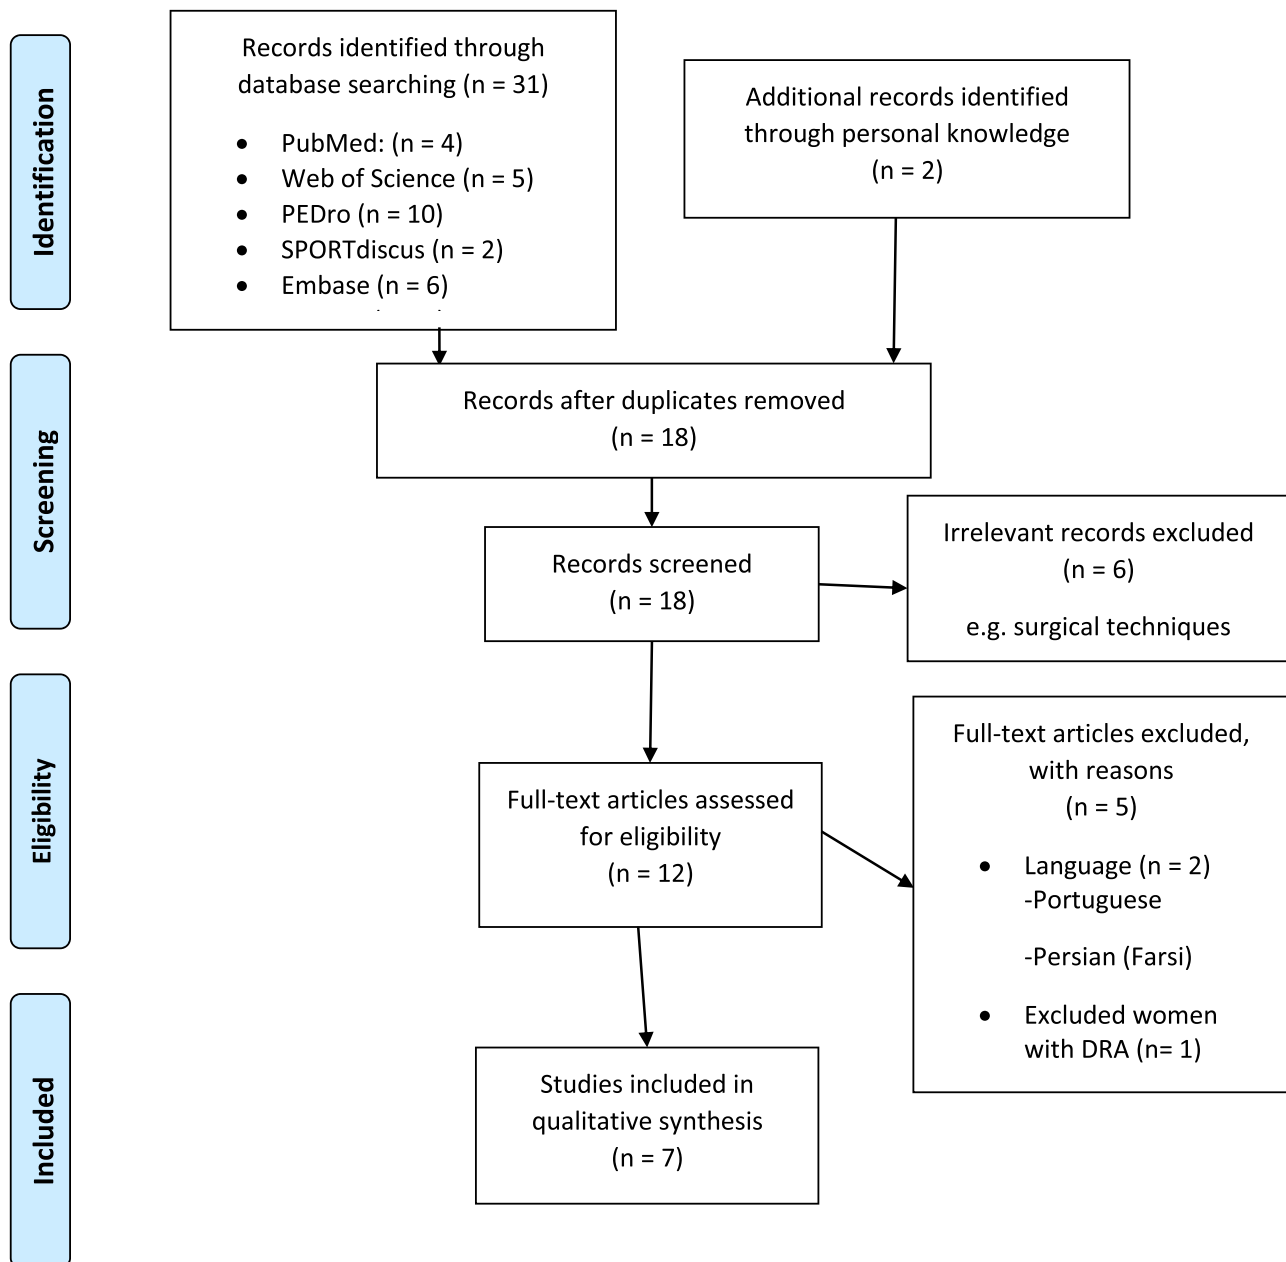 Identification
Records identified through
database searching (n = 31)
• PubMed: (n = 4)
• Web of Science (n = 5)
• PEDro (n = 10)
• SPORTdiscus (n = 2)
• Embase (n = 6)
Additional records identified
through personal knowledge
(n = 2)
Screening
Records after duplicates removed
(n = 18)
Records screened
(n = 18)
Irrelevant records excluded
(n = 6)
e.g. surgical techniques
Eligibility
Full-text articles assessed
for eligibility
(n = 12)
Full-text articles excluded,
with reasons
(n = 5)
• Language (n = 2)
-Portuguese
-Persian (Farsi)
• Excluded women
with DRA (n= 1)
Included
Studies included in
qualitative synthesis
(n = 7)